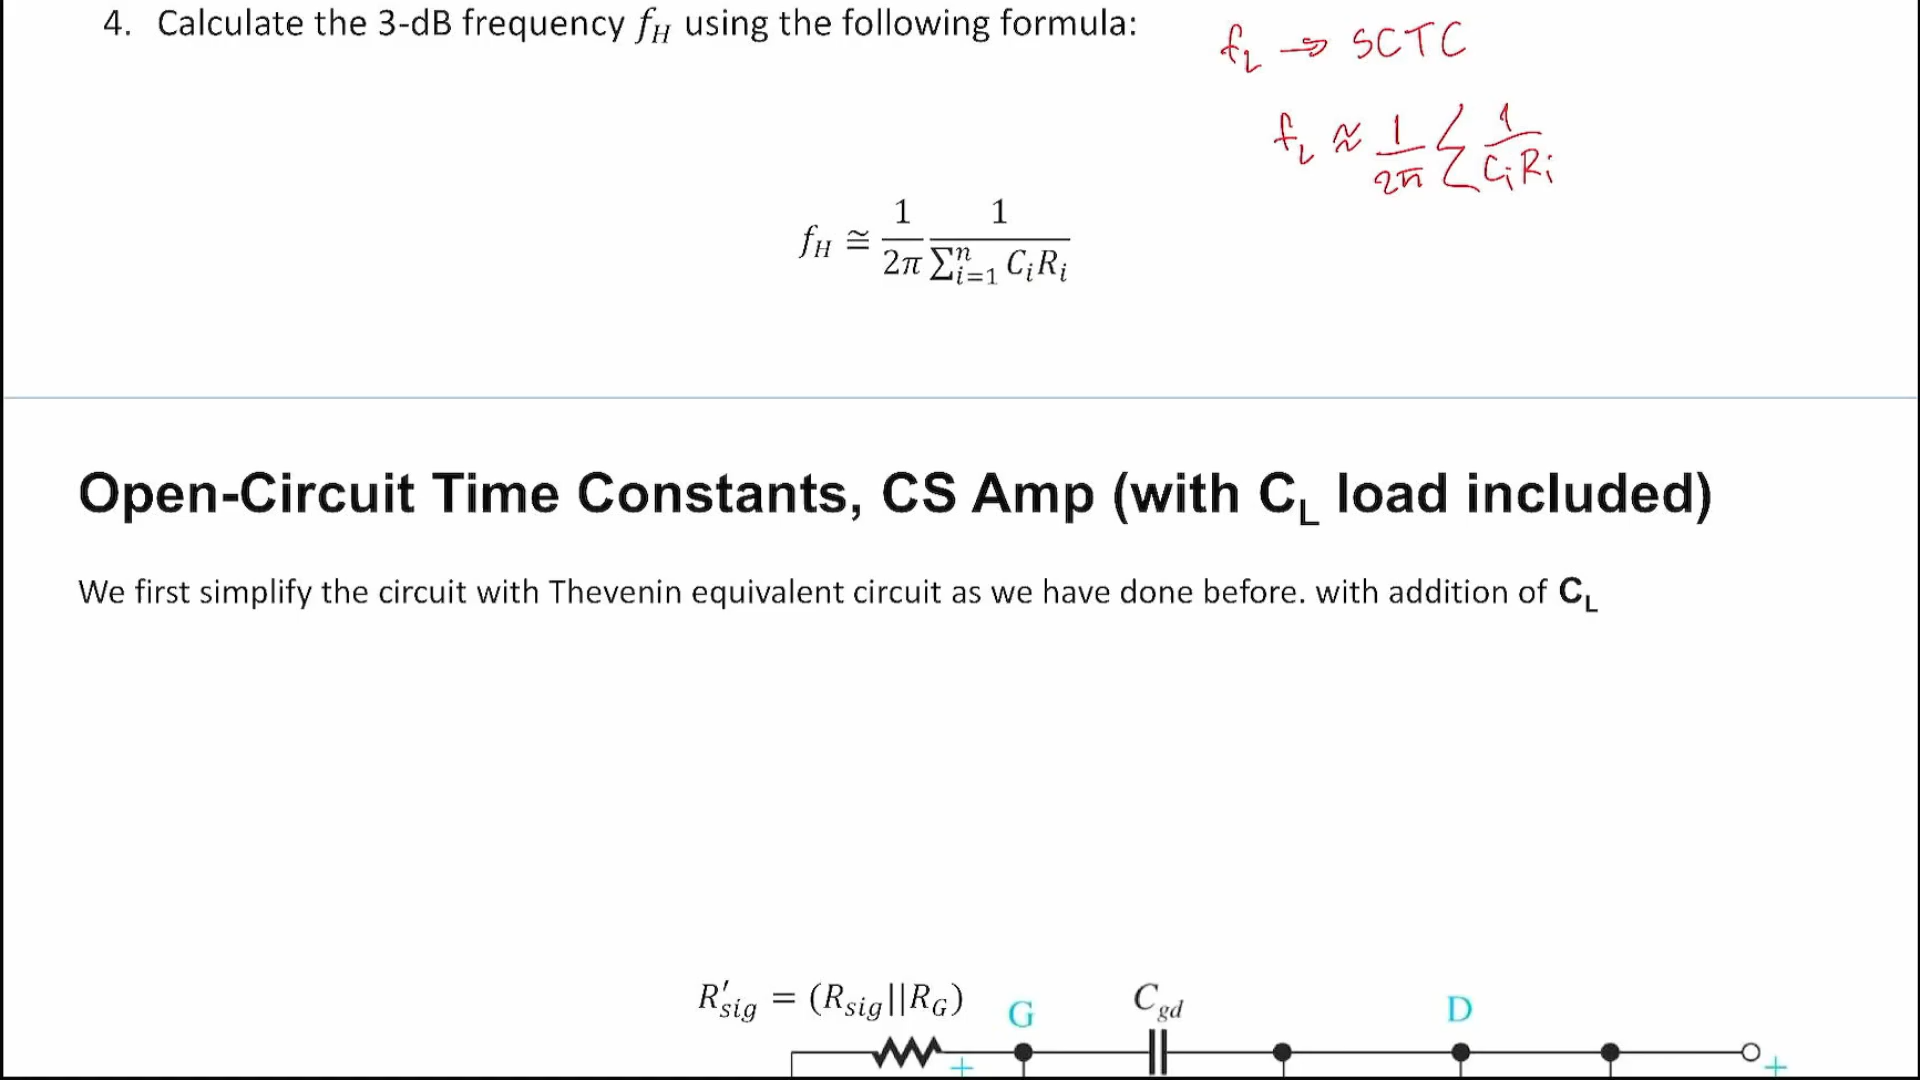 4. Calculate the 3-dB frequency f_H using the following formula:
f_L → SCTC
f_L ≈ 1/2π Σ 1/C_iR_i
f_H ≅ 1/2π 1/∑_{i=1}^{n} C_iR_i
Open-Circuit Time Constants, CS Amp (with C_L load included)
We first simplify the circuit with Thevenin equivalent circuit as we have done before. with addition of C_L
R'_sig = (R_sig||R_G)
G
C_gd
D
+
+